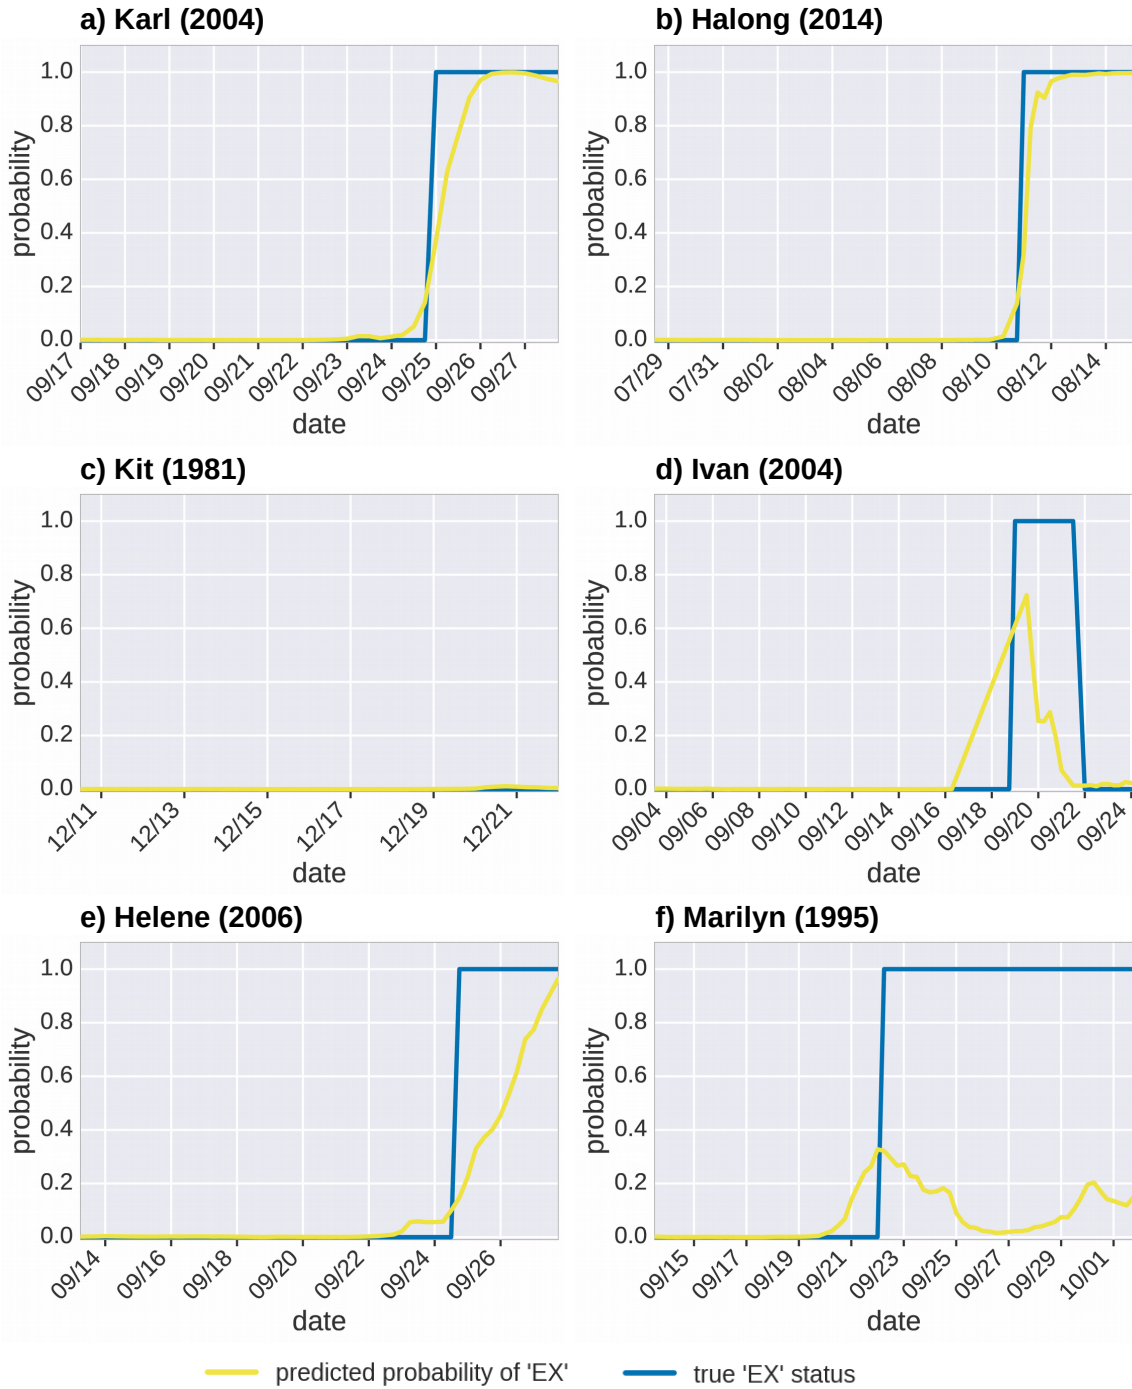 a) Karl (2004)
probability
1.0
0.8
0.6
0.4
0.2
0.0
09/17 09/18 09/19 09/20 09/21 09/22 09/23 09/24 09/25 09/26 09/27
date
b) Halong (2014)
probability
1.0
0.8
0.6
0.4
0.2
0.0
07/29 07/31 08/02 08/04 08/06 08/08 08/10 08/12 08/14
date
c) Kit (1981)
probability
1.0
0.8
0.6
0.4
0.2
0.0
12/11 12/13 12/15 12/17 12/19 12/21
date
d) Ivan (2004)
probability
1.0
0.8
0.6
0.4
0.2
0.0
09/04 09/06 09/08 09/10 09/12 09/14 09/16 09/18 09/20 09/22 09/24
date
e) Helene (2006)
probability
1.0
0.8
0.6
0.4
0.2
0.0
09/14 09/16 09/18 09/20 09/22 09/24 09/26
date
f) Marilyn (1995)
probability
1.0
0.8
0.6
0.4
0.2
0.0
09/15 09/17 09/19 09/21 09/23 09/25 09/27 09/29 10/01
date
predicted probability of 'EX' true 'EX' status